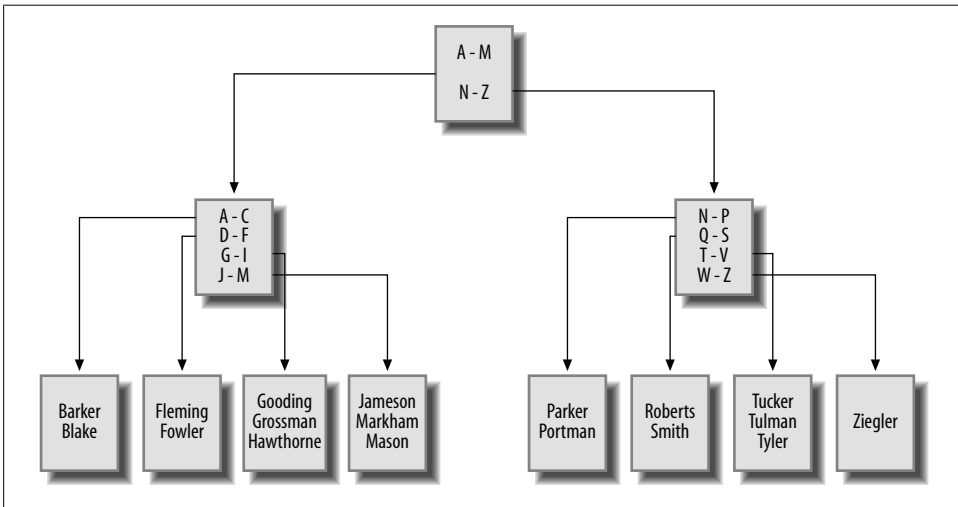 A - M
N - Z
A - C
D - F
G - I
J - M
N - P
Q - S
T - V
W - Z
Barker
Blake
Fleming
Fowler
Gooding
Grossman
Hawthorne
Jameson
Markham
Mason
Parker
Portman
Roberts
Smith
Tucker
Tulman
Tyler
Ziegler